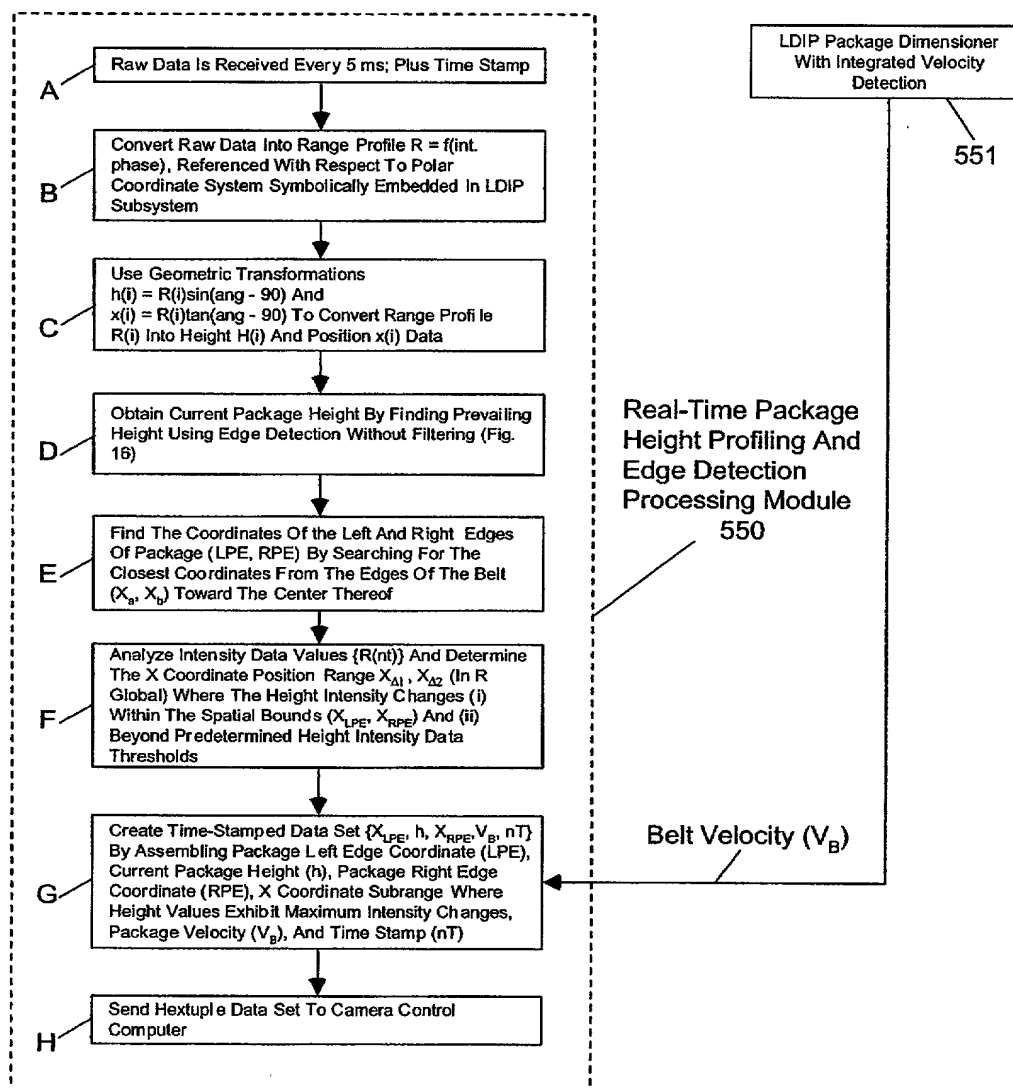 A
Raw Data Is Received Every 5 ms; Plus Time Stamp
B
Convert Raw Data Into Range Profile R = f(int.
phase), Referenced With Respect To Polar
Coordinate System Symbolically Embedded In LDIP
Subsystem
C
Use Geometric Transformations
h(i) = R(i)sin(ang - 90) And
x(i) = R(i)tan(ang - 90) To Convert Range Profile
R(i) Into Height H(i) And Position x(i) Data
D
Obtain Current Package Height By Finding Prevailing
Height Using Edge Detection Without Filtering (Fig.
16)
E
Find The Coordinates Of the Left And Right Edges
Of Package (LPE, RPE) By Searching For The
Closest Coordinates From The Edges Of The Belt
(Xa, Xb) Toward The Center Thereof
F
Analyze Intensity Data Values {R(nt)} And Determine
The X Coordinate Position Range XΔ1, XΔ2 (In R
Global) Where The Height Intensity Changes (i)
Within The Spatial Bounds (XLPE, XRPE) And (ii)
Beyond Predetermined Height Intensity Data
Thresholds
G
Create Time-Stamped Data Set {XLPE, h, XRPE,VB, nT}
By Assembling Package Left Edge Coordinate (LPE),
Current Package Height (h), Package Right Edge
Coordinate (RPE), X Coordinate Subrange Where
Height Values Exhibit Maximum Intensity Changes,
Package Velocity (VB), And Time Stamp (nT)
H
Send Hextuple Data Set To Camera Control
Computer
LDIP Package Dimensioner
With Integrated Velocity
Detection
551
Real-Time Package
Height Profiling And
Edge Detection
Processing Module
550
Belt Velocity (VB)